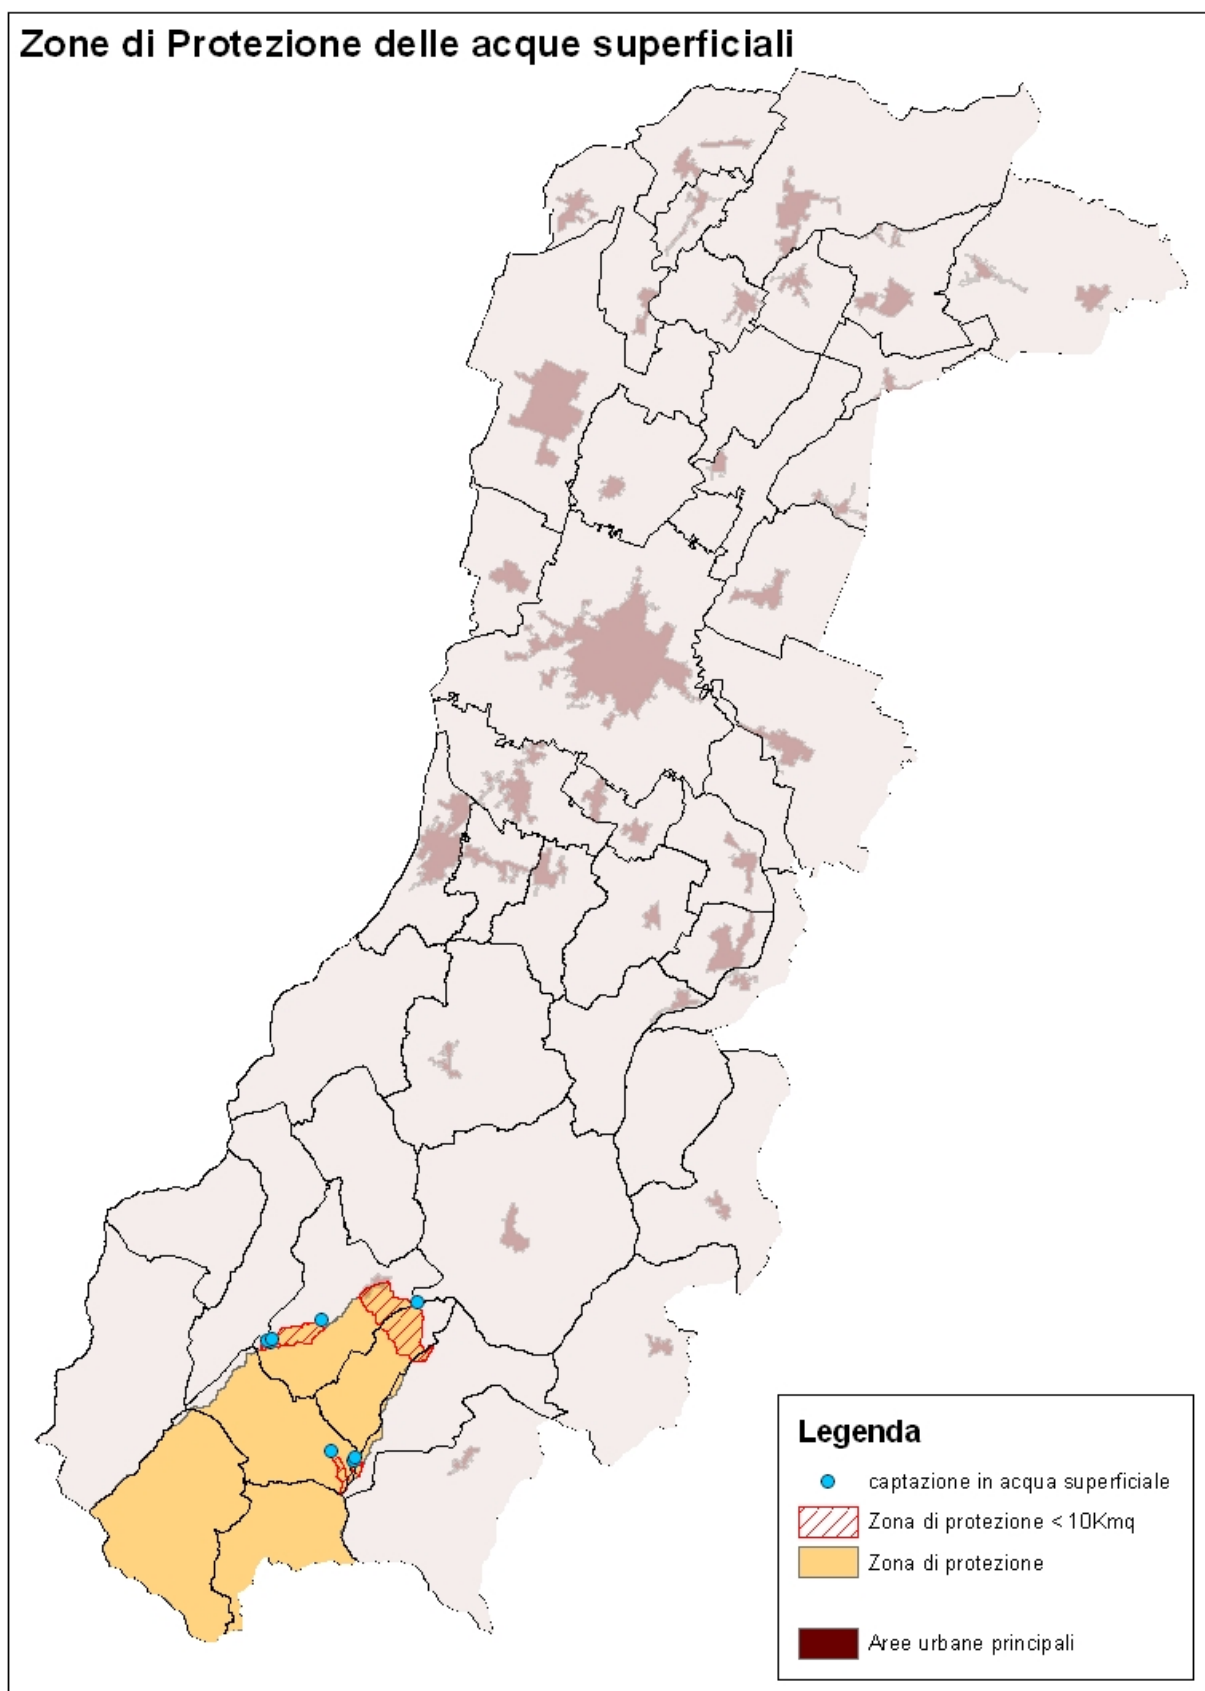 Zone di Protezione delle acque superficiali
Legenda
captazione in acqua superficiale
Zona di protezione < 10Kmq
Zona di protezione
Aree urbane principali